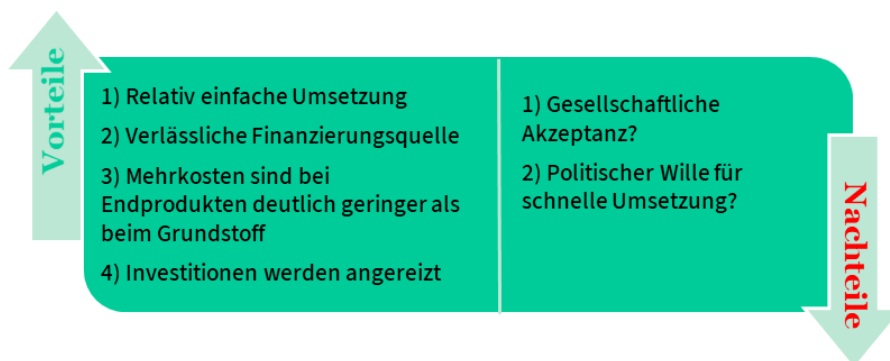 Vorteile
1) Relativ einfache Umsetzung
2) Verlässliche Finanzierungsquelle
3) Mehrkosten sind bei
Endprodukten deutlich geringer als
beim Grundstoff
4) Investitionen werden angereizt
1) Gesellschaftliche
Akzeptanz?
2) Politischer Wille für
schnelle Umsetzung?
Nachteile